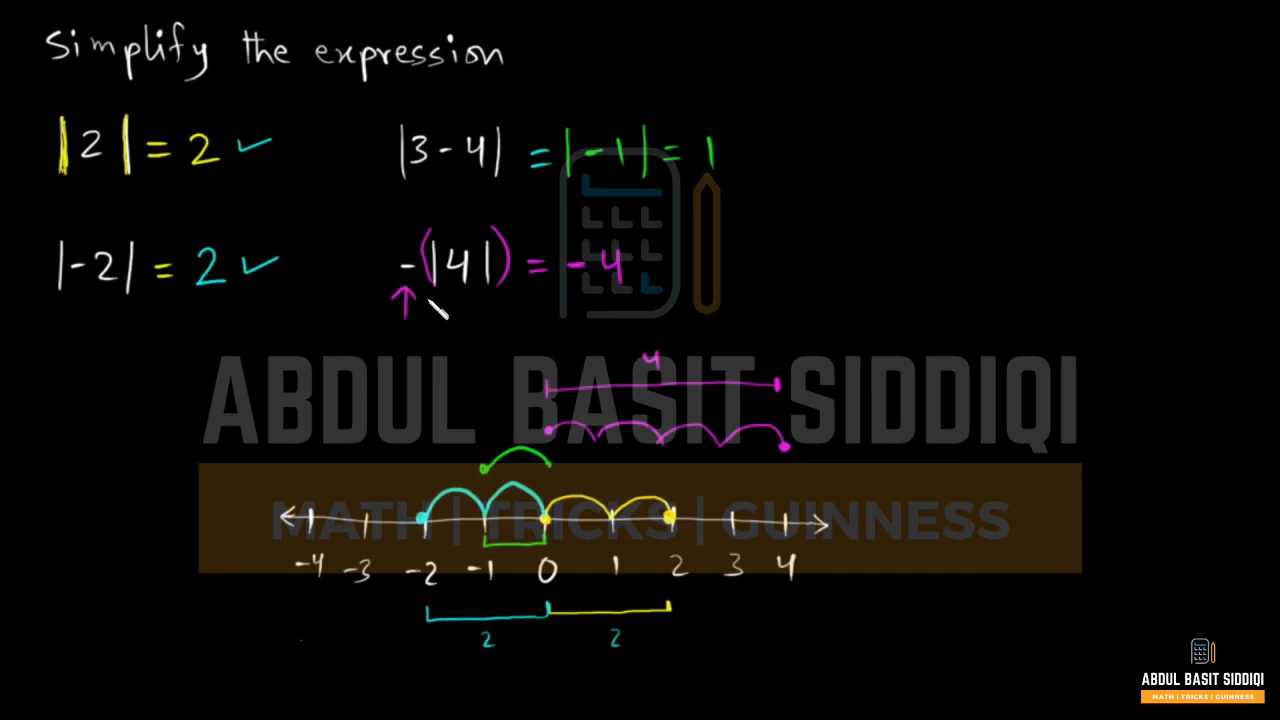 Simplify the expression
|2| = 2 ✓
|3-4| = |-1| = 1
|-2| = 2 ✓
-(|4|) = -4
4
ABDUL BASIT SIDDIQI
MATH | TRICKS | GUINNESS
-4 -3 -2 -1 0 1 2 3 4
2 2
ABDUL BASIT SIDDIQI
MATH | TRICKS | GUINNESS